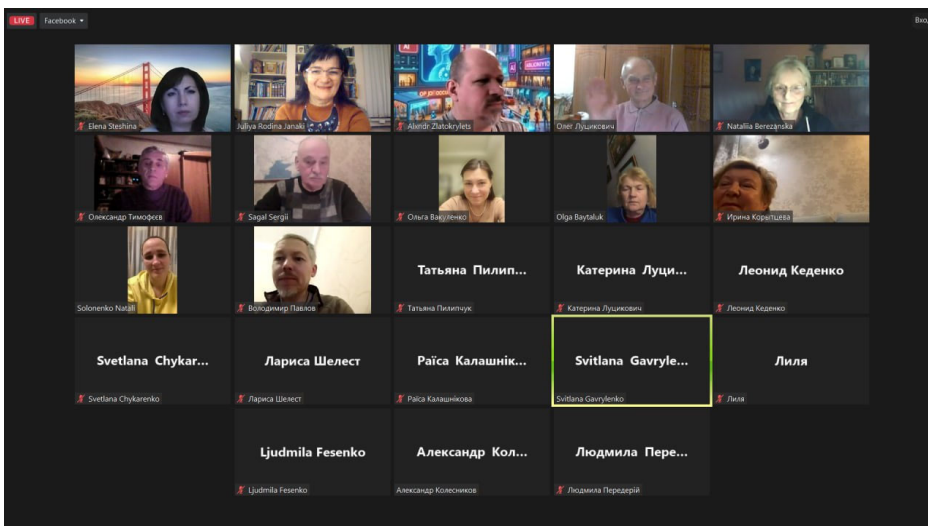 LIVE Facebook
Вхо
Elena Steshina
Juliya Rodina Janaki
Alxndr Zlatokrylets
Олег Луцикович
Nataliia Berezanska
Олександр Тимофєєв
Sagal Sergii
Ольга Вакуленко
Olga Baytaluk
Ирина Корытцева
Solonenko Natali
Володимир Павлов
Татьяна Пилип...
Татьяна Пилипчук
Катерина Луци...
Катерина Луцикович
Леонид Кеденко
Леонид Кеденко
Svetlana Chykar...
Svetlana Chykarenko
Лариса Шелест
Лариса Шелест
Раїса Калашнік...
Раїса Калашнікова
Svitlana Gavryle...
Svitlana Gavrylenko
Лиля
Лиля
Ljudmila Fesenko
Ljudmila Fesenko
Александр Кол...
Александр Колесников
Людмила Пере...
Людмила Передерій